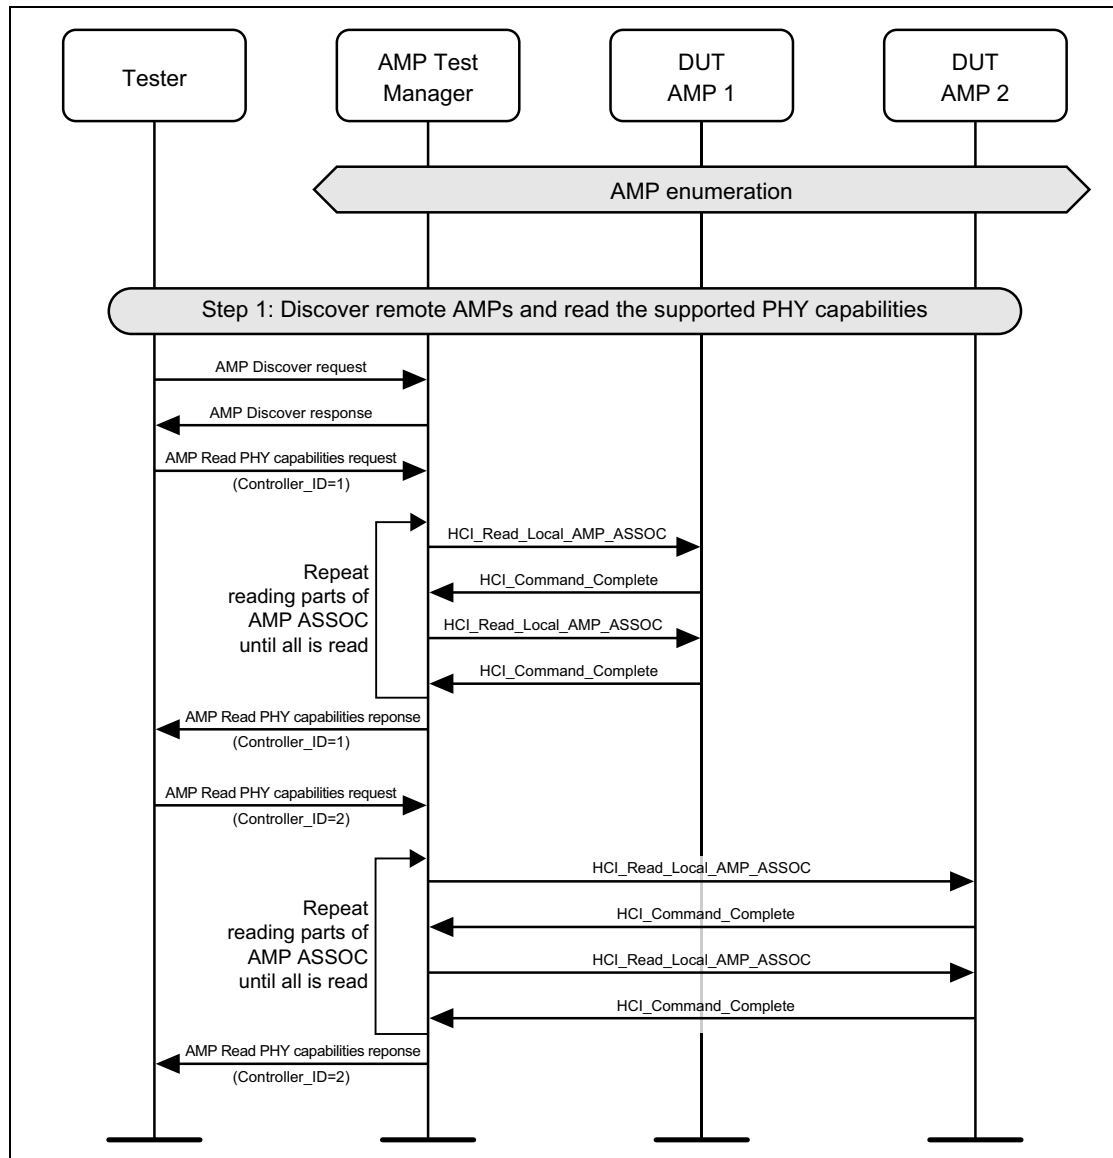 Tester
AMP Test
Manager
DUT
AMP 1
DUT
AMP 2
AMP enumeration
Step 1: Discover remote AMPs and read the supported PHY capabilities
AMP Discover request
AMP Discover response
AMP Read PHY capabilities request
(Controller_ID=1)
HCI_Read_Local_AMP_ASSOC
Repeat
reading parts of
AMP ASSOC
until all is read
HCI_Command_Complete
HCI_Read_Local_AMP_ASSOC
HCI_Command_Complete
AMP Read PHY capabilities reponse
(Controller_ID=1)
AMP Read PHY capabilities request
(Controller_ID=2)
HCI_Read_Local_AMP_ASSOC
Repeat
reading parts of
AMP ASSOC
until all is read
HCI_Command_Complete
HCI_Read_Local_AMP_ASSOC
HCI_Command_Complete
AMP Read PHY capabilities reponse
(Controller_ID=2)